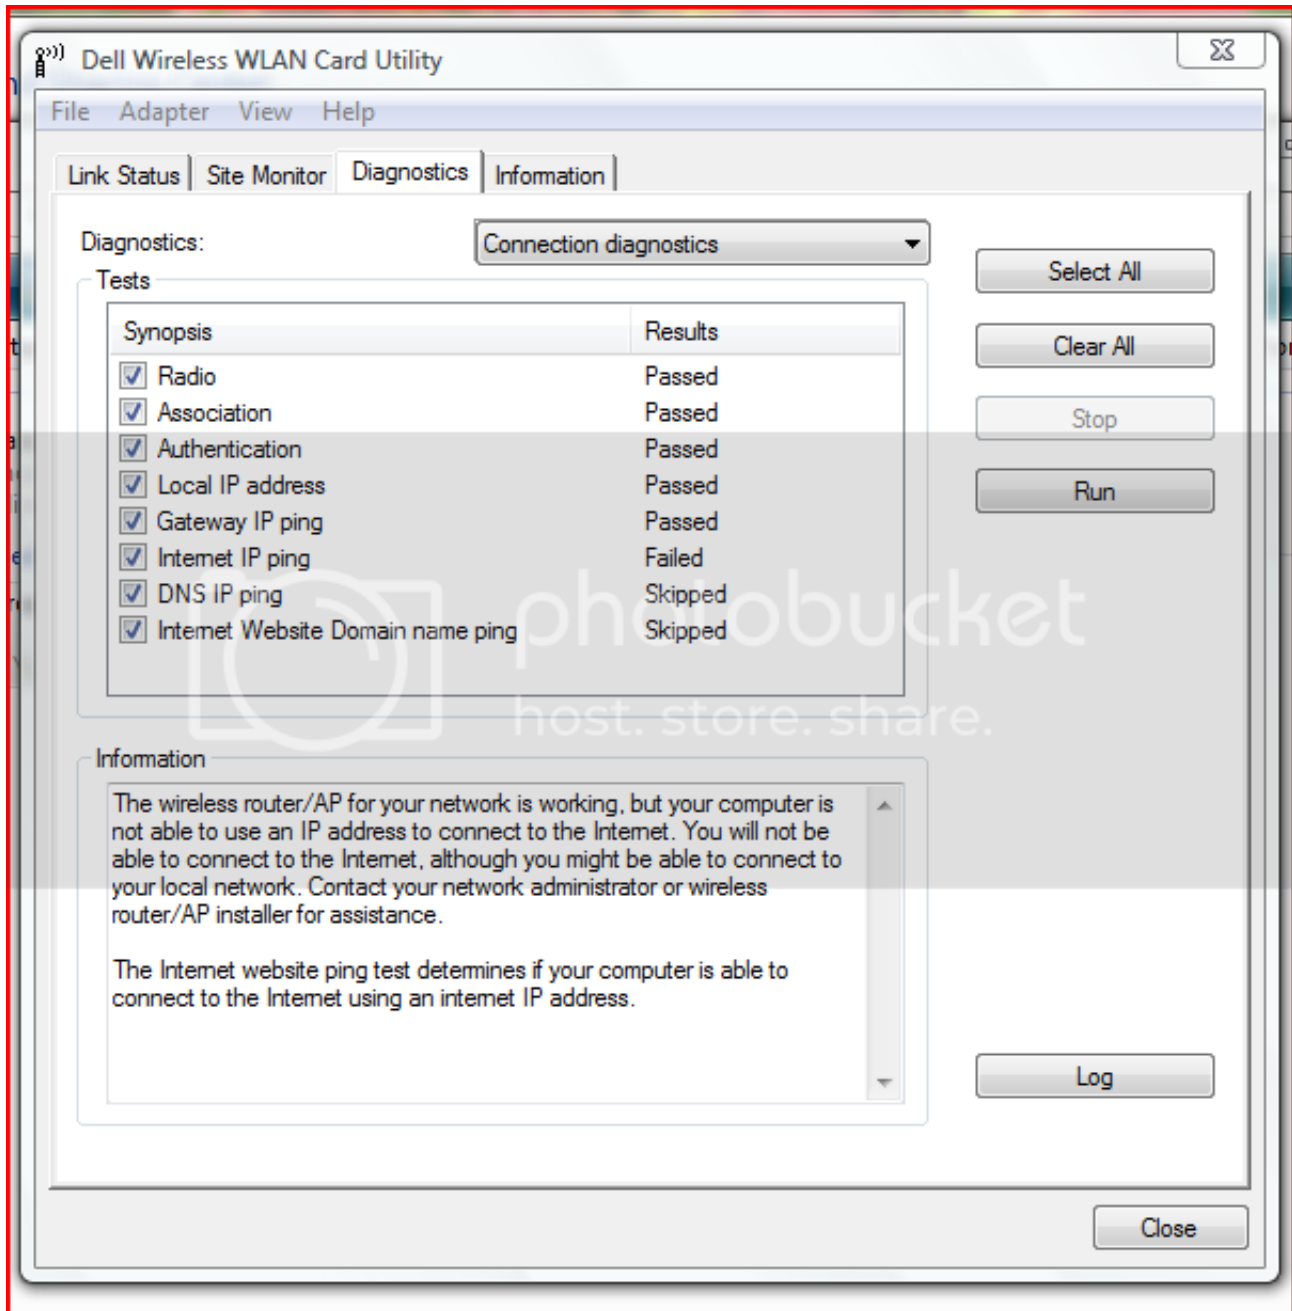 Dell Wireless WLAN Card Utility
File Adapter View Help
Link Status Site Monitor Diagnostics Information
Diagnostics: Connection diagnostics
Select All
Tests
Synopsis Results
Clear All
Radio Passed
Association Passed
Stop
Authentication Passed
Local IP address Passed
Run
Gateway IP ping Passed
Internet IP ping Failed
DNS IP ping Skipped
Internet Website Domain name ping Skipped
photobucket
host. store. share.
Information
The wireless router/AP for your network is working, but your computer is
not able to use an IP address to connect to the Internet. You will not be
able to connect to the Internet, although you might be able to connect to
your local network. Contact your network administrator or wireless
router/AP installer for assistance.
The Internet website ping test determines if your computer is able to
connect to the Internet using an internet IP address.
Log
Close